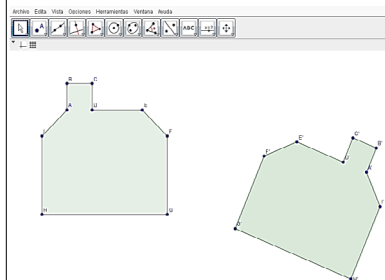 Archivo Edita Vista Opciones Herramientas Ventana Ayuda
A
ABC
B C
A D E
F
H G
C'
E' B'
F' D'
A'
G'
H'